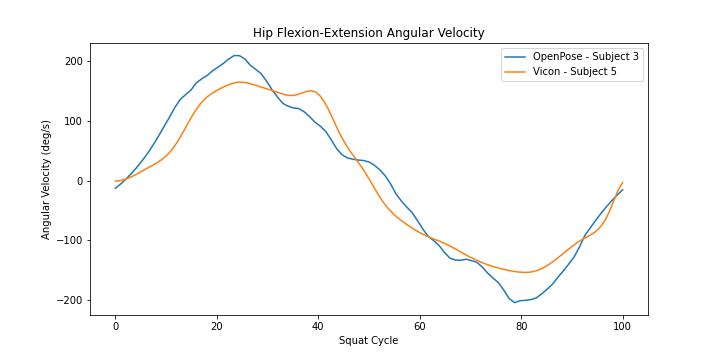 Hip Flexion-Extension Angular Velocity
OpenPose - Subject 3
Vicon - Subject 5
Angular Velocity (deg/s)
200
100
0
−100
−200
0 20 40 60 80 100
Squat Cycle